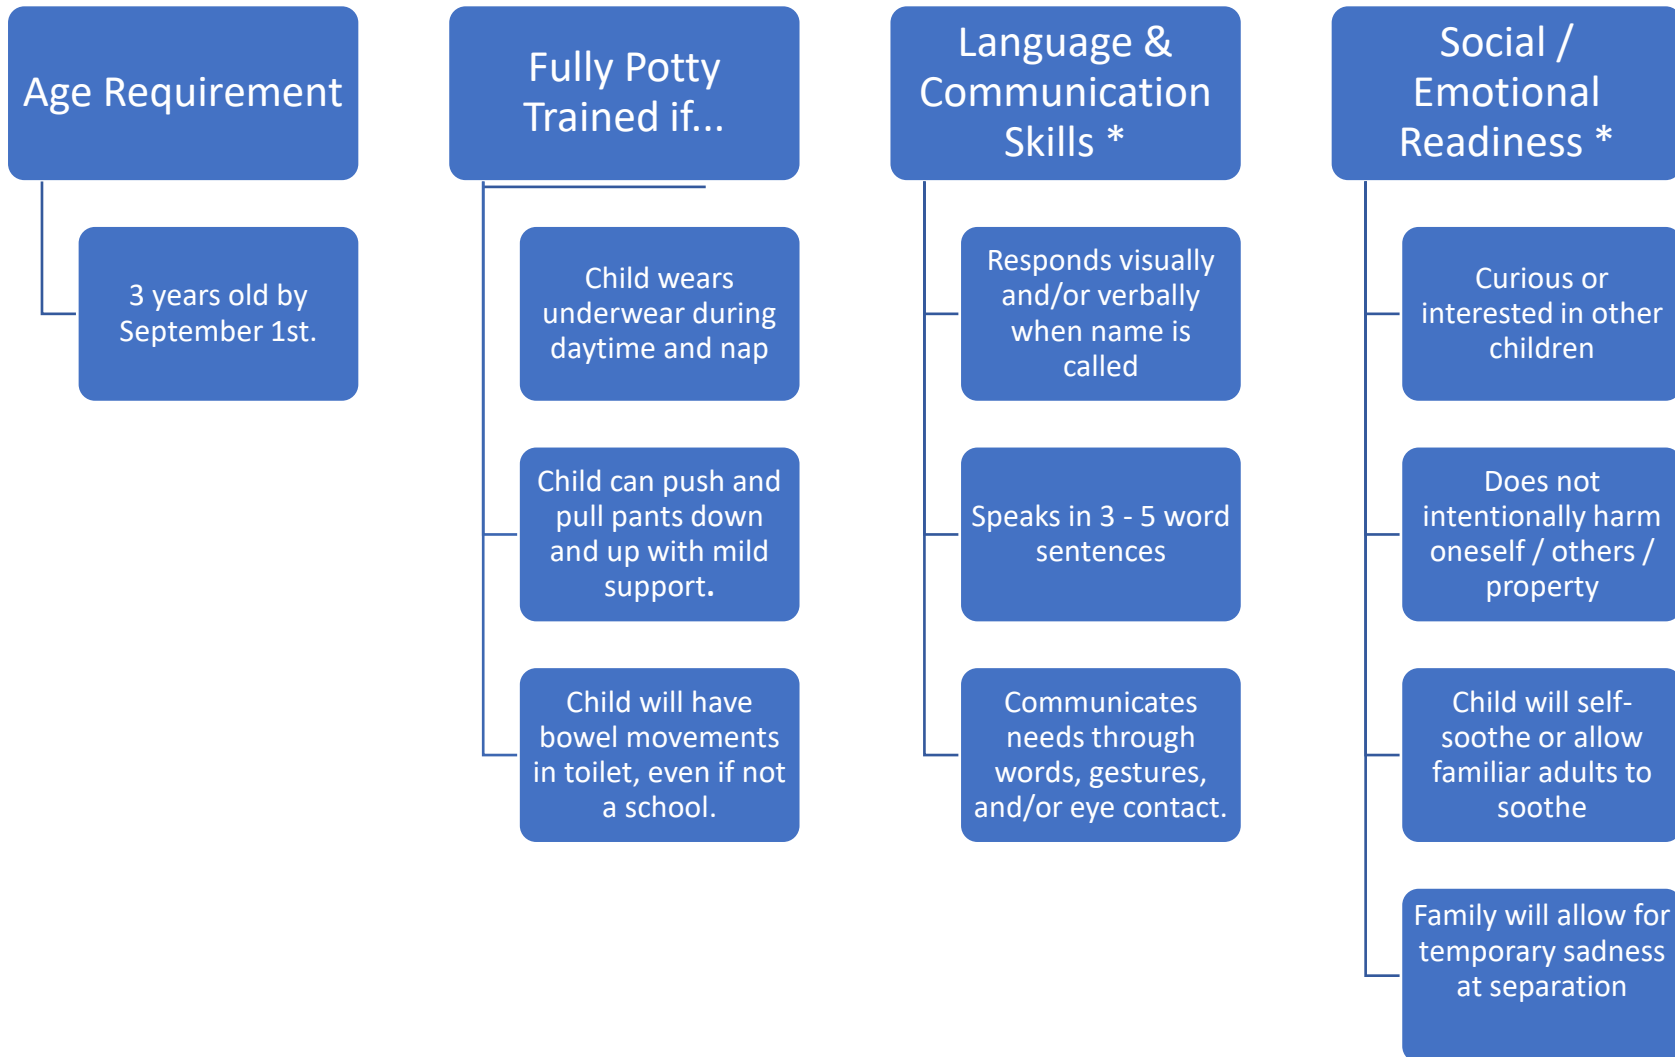 Age Requirement
3 years old by
September 1st.
Fully Potty
Trained if...
Child wears
underwear during
daytime and nap
Child can push and
pull pants down
and up with mild
support.
Child will have
bowel movements
in toilet, even if not
a school.
Language &
Communication
Skills *
Responds visually
and/or verbally
when name is
called
Speaks in 3 - 5 word
sentences
Communicates
needs through
words, gestures,
and/or eye contact.
Social /
Emotional
Readiness *
Curious or
interested in other
children
Does not
intentionally harm
oneself / others /
property
Child will self-
soothe or allow
familiar adults to
soothe
Family will allow for
temporary sadness
at separation